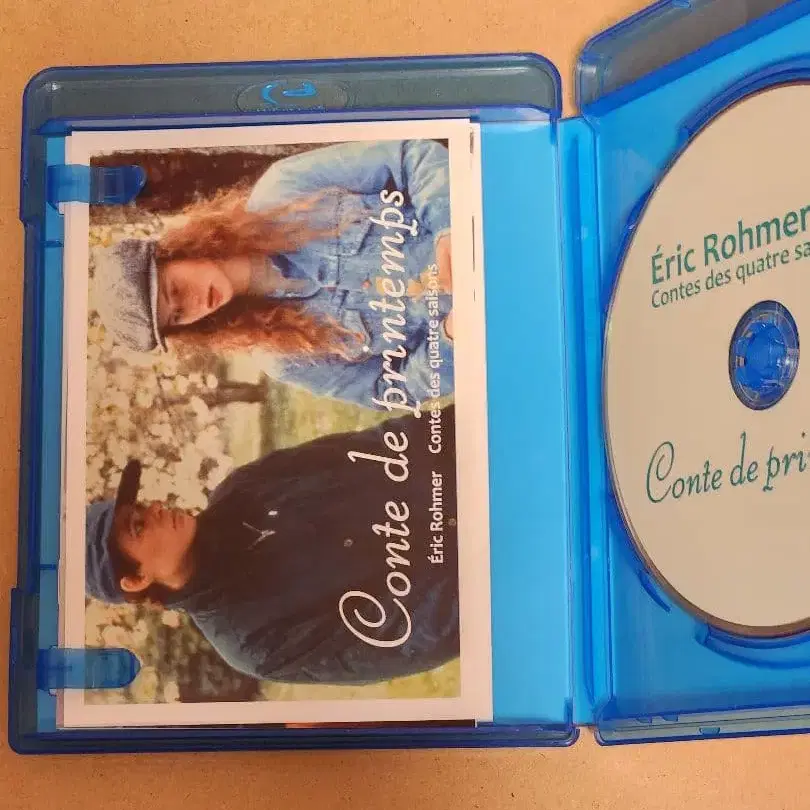 Conte de printemps
Éric Rohmer Contes des quatre saisons
Éric Rohmer
Contes des quatre sa
Conte de pri